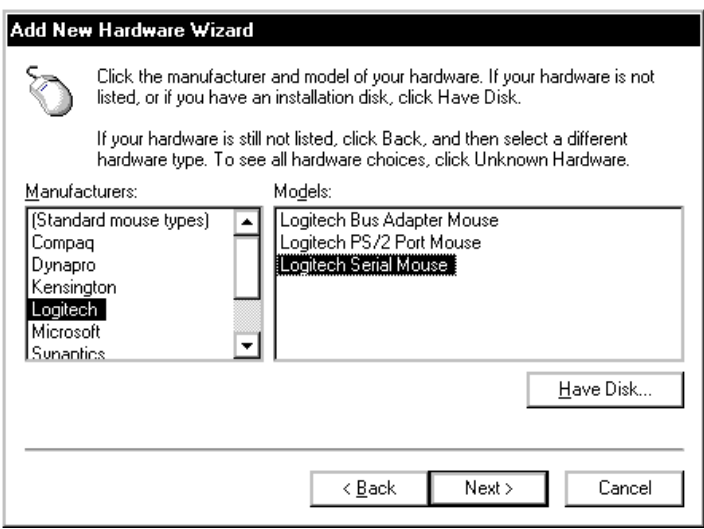 Add New Hardware Wizard
Click the manufacturer and model of your hardware. If your hardware is not
listed, or if you have an installation disk, click Have Disk.
If your hardware is still not listed, click Back, and then select a different
hardware type. To see all hardware choices, click Unknown Hardware.
Manufacturers:
(Standard mouse types)
Compaq
Dynapro
Kensington
Logitech
Microsoft
Synaptics
Models:
Logitech Bus Adapter Mouse
Logitech PS/2 Port Mouse
Logitech Serial Mouse
Have Disk...
< Back
Next >
Cancel